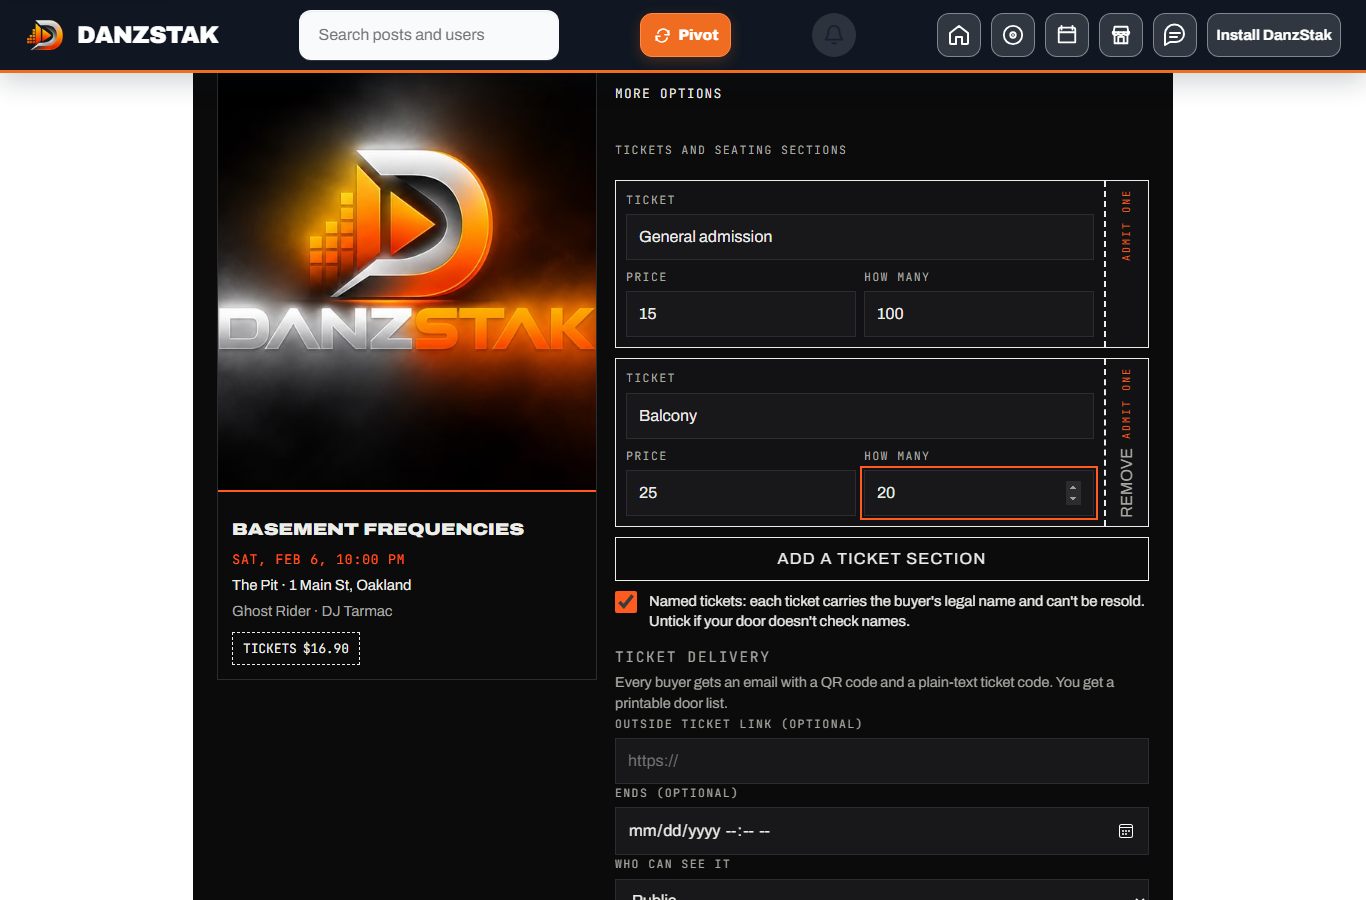 DANZSTAK
Search posts and users
Pivot
Install DanzStak
DANZSTAK
BASEMENT FREQUENCIES
SAT, FEB 6, 10:00 PM
The Pit · 1 Main St, Oakland
Ghost Rider · DJ Tarmac
TICKETS $16.90
MORE OPTIONS
TICKETS AND SEATING SECTIONS
TICKET
General admission
PRICE
HOW MANY
15
100
ADMIT ONE
TICKET
Balcony
PRICE
HOW MANY
25
20
ADMIT ONE
REMOVE
ADD A TICKET SECTION
Named tickets: each ticket carries the buyer's legal name and can't be resold.
Untick if your door doesn't check names.
TICKET DELIVERY
Every buyer gets an email with a QR code and a plain-text ticket code. You get a
printable door list.
OUTSIDE TICKET LINK (OPTIONAL)
https://
ENDS (OPTIONAL)
mm/dd/yyyy --:-- --
WHO CAN SEE IT
Public